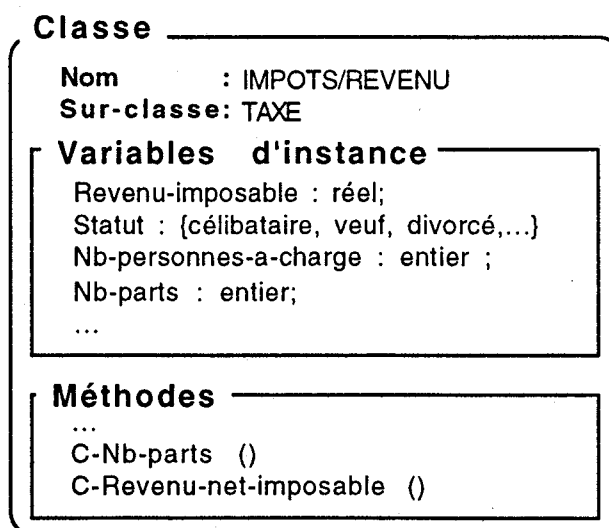 Classe
Nom : IMPOTS/REVENU
Sur-classe: TAXE
Variables d'instance
Revenu-imposable : réel;
Statut : {célibataire, veuf, divorcé,...}
Nb-personnes-a-charge : entier ;
Nb-parts : entier;
...
Méthodes
...
C-Nb-parts ()
C-Revenu-net-imposable ()